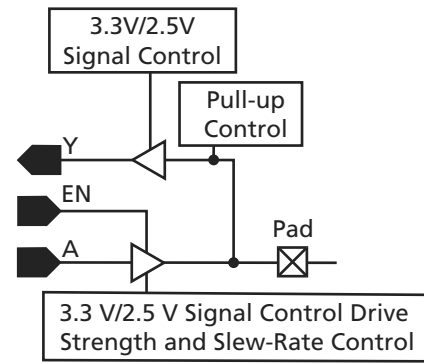 3.3V/2.5V
Signal Control
Pull-up
Control
Y
EN
A
Pad
3.3 V/2.5 V Signal Control Drive
Strength and Slew-Rate Control